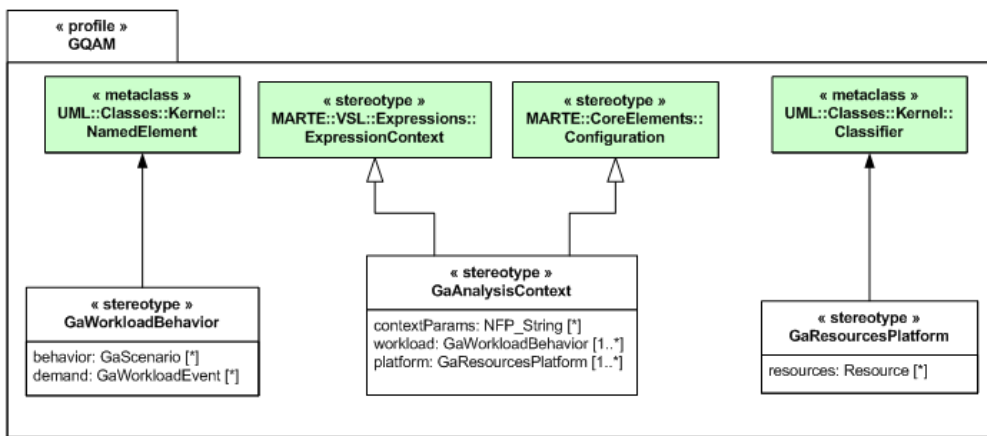 « profile »
GQAM
« metaclass »
UML::Classes::Kernel::
NamedElement
« stereotype »
MARTE::VSL::Expressions::
ExpressionContext
« stereotype »
MARTE::CoreElements::
Configuration
« metaclass »
UML::Classes::Kernel::
Classifier
« stereotype »
GaWorkloadBehavior
behavior: GaScenario [*]
demand: GaWorkloadEvent [*]
« stereotype »
GaAnalysisContext
contextParams: NFP_String [*]
workload: GaWorkloadBehavior [1..*]
platform: GaResourcesPlatform [1..*]
« stereotype »
GaResourcesPlatform
resources: Resource [*]